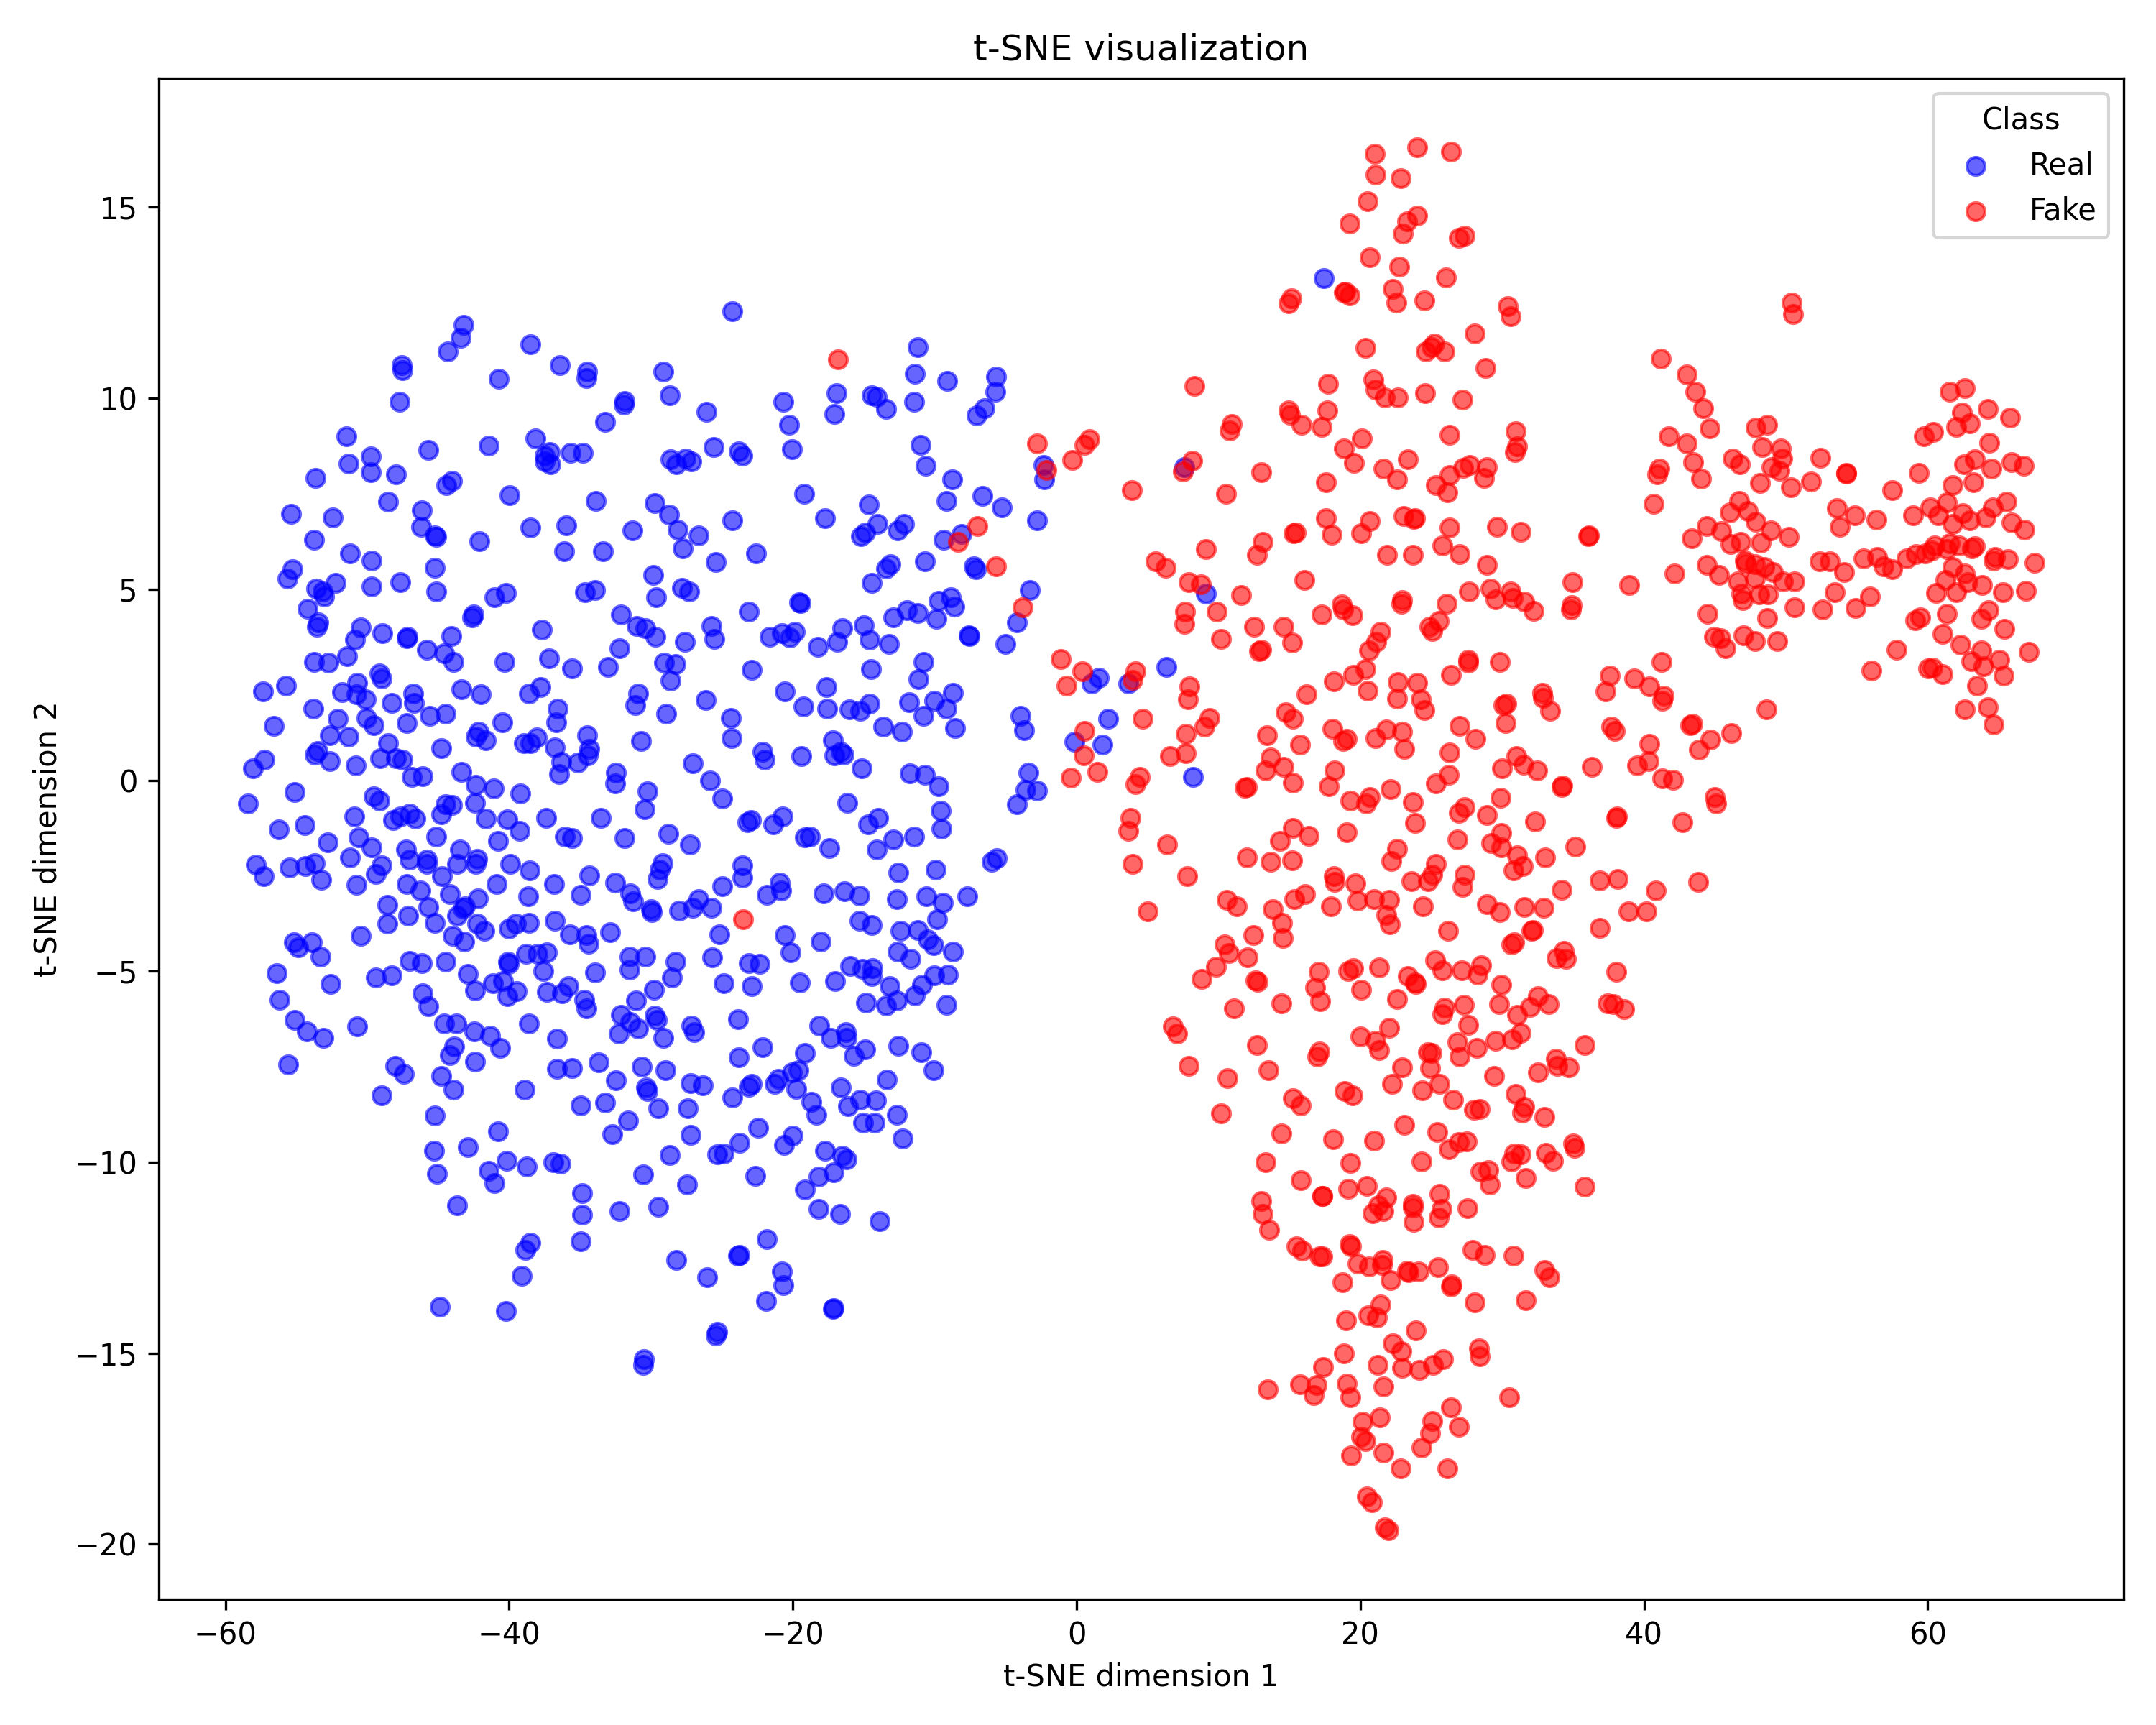 t-SNE visualization
Class
Real
Fake
15
10
5
0
−5
−10
−15
−20
t-SNE dimension 2
−60
−40
−20
0
20
40
60
t-SNE dimension 1